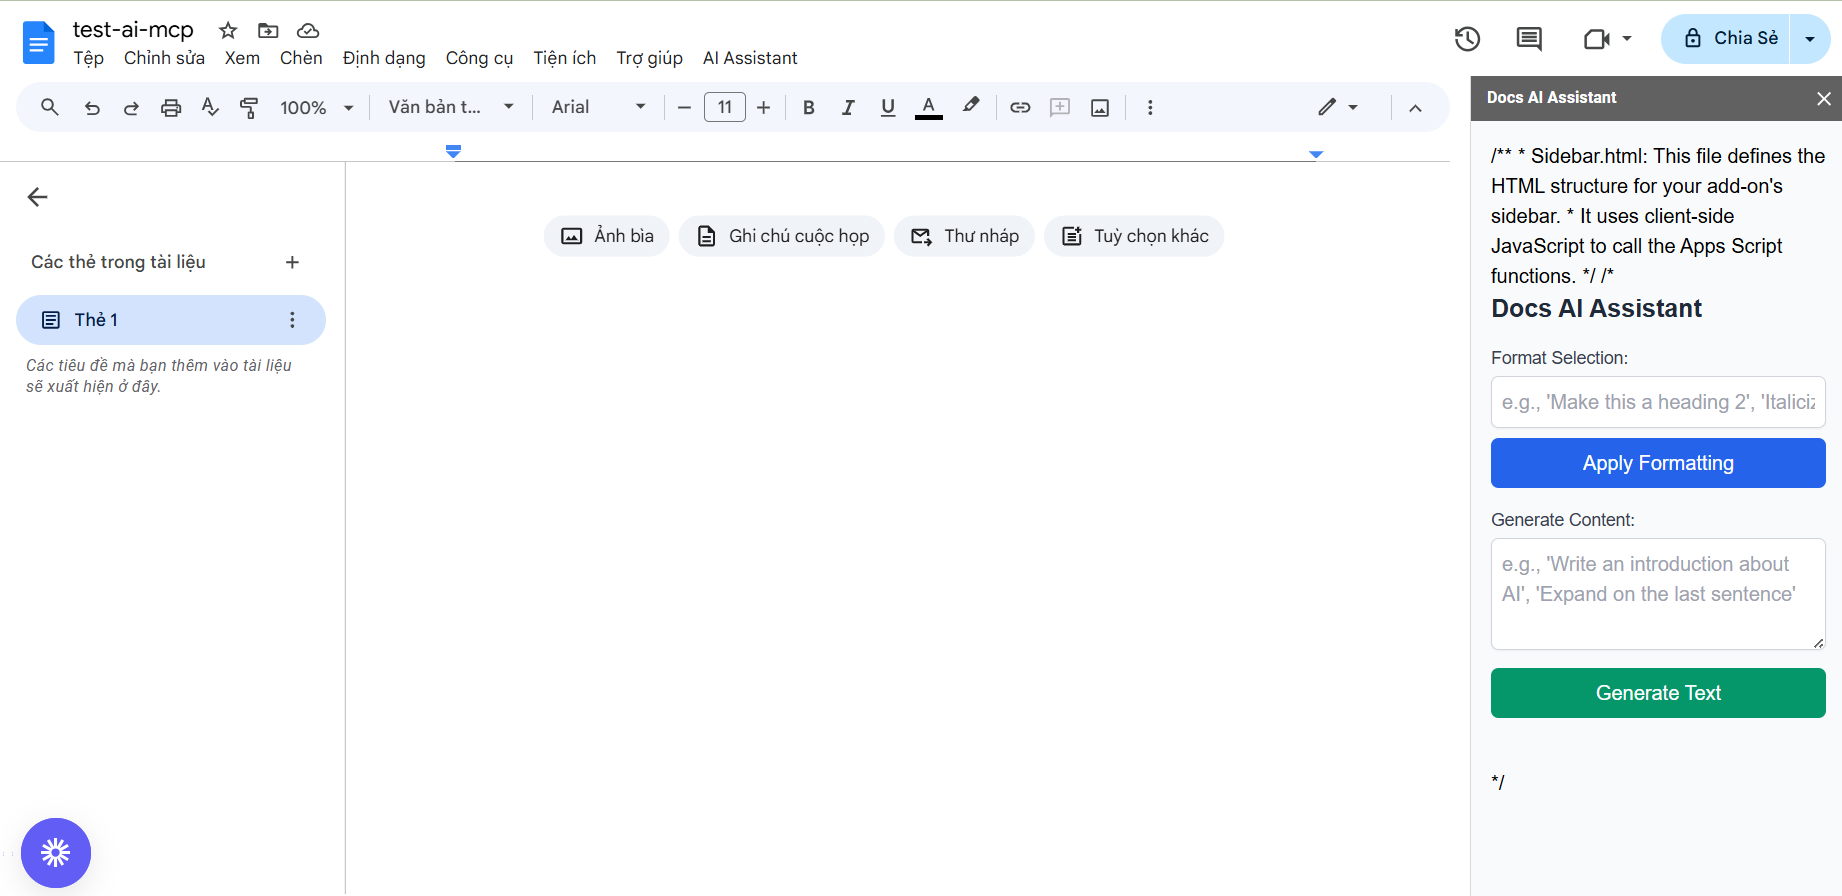 test-ai-mcp
Tệp Chỉnh sửa Xem Chèn Định dạng Công cụ Tiện ích Trợ giúp AI Assistant
Chia Sẻ
100% Văn bản t... Arial 11 B I U A
Các thẻ trong tài liệu
Thẻ 1
Các tiêu đề mà bạn thêm vào tài liệu
sẽ xuất hiện ở đây.
Ảnh bìa Ghi chú cuộc họp Thư nháp Tuỳ chọn khác
Docs AI Assistant
/** * Sidebar.html: This file defines the
HTML structure for your add-on's
sidebar. * It uses client-side
JavaScript to call the Apps Script
functions. */ /*
Docs AI Assistant
Format Selection:
e.g., 'Make this a heading 2', 'Italiciz
Apply Formatting
Generate Content:
e.g., 'Write an introduction about
AI', 'Expand on the last sentence'
Generate Text
*/